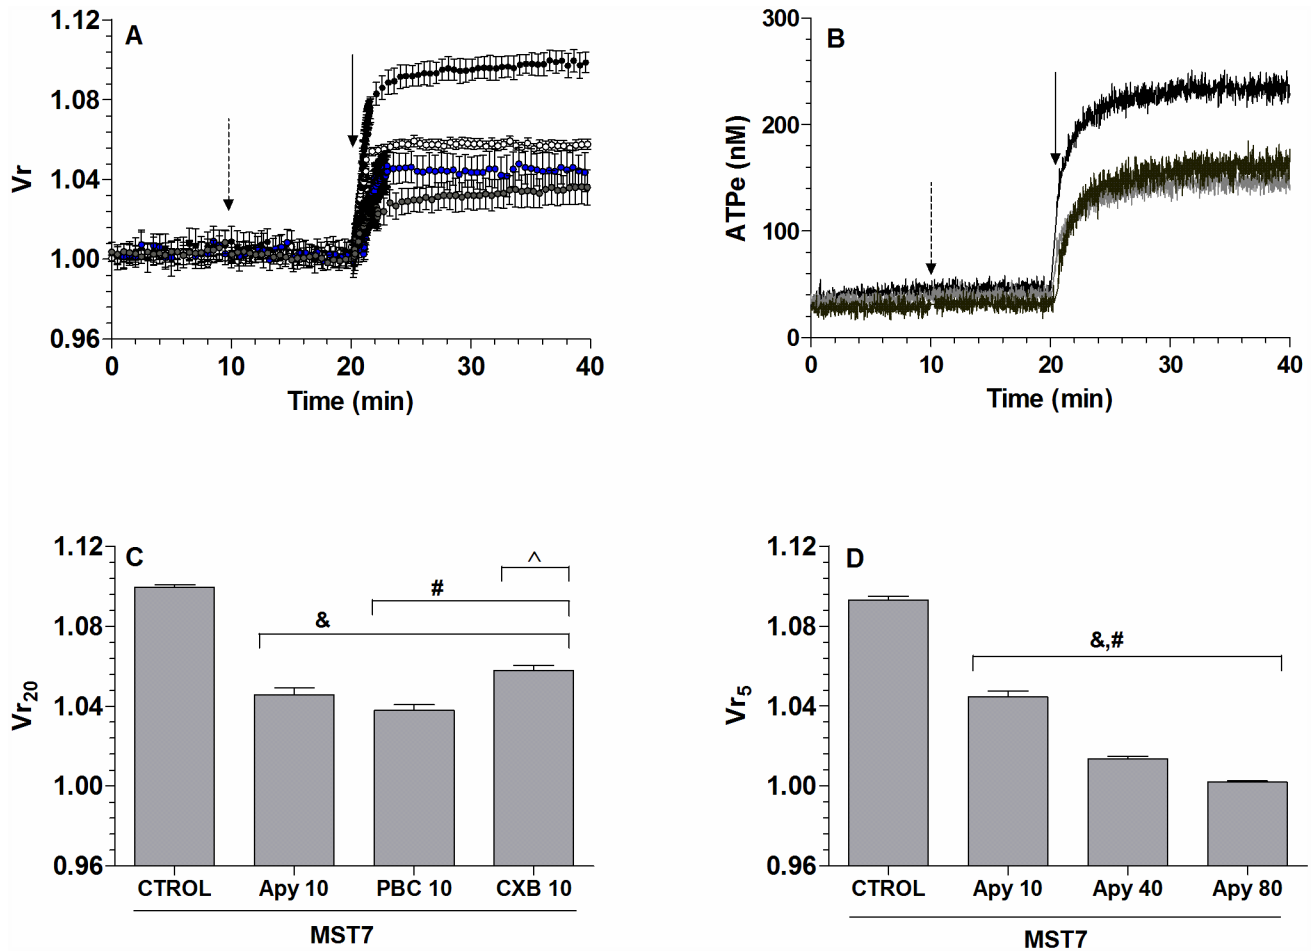 A
Vr
1.12
1.08
1.04
1.00
0.96
0 10 20 30 40
Time (min)
B
ATPe (nM)
300
200
100
0
0 10 20 30 40
Time (min)
C
Vr20
1.12
1.08
1.04
1.00
0.96
^
#
&
CTROL Apy 10 PBC 10 CXB 10
MST7
D
Vr5
1.12
1.08
1.04
1.00
0.96
&,#
CTROL Apy 10 Apy 40 Apy 80
MST7